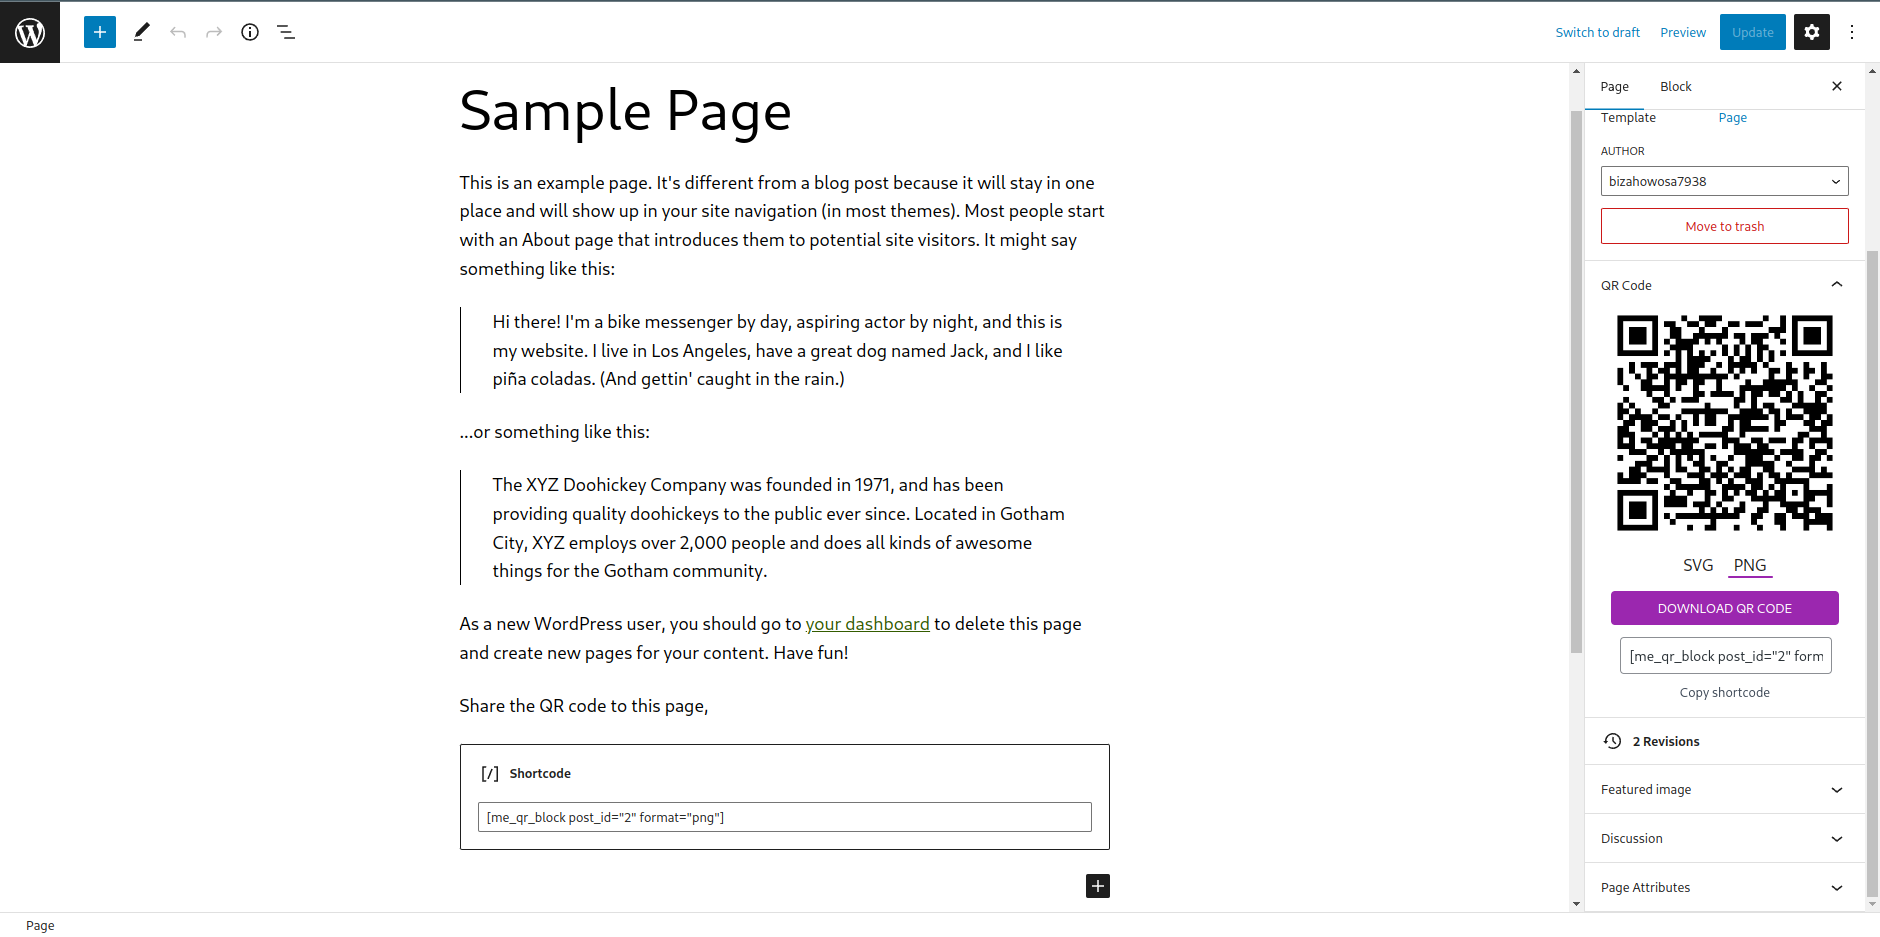 Switch to draft
Preview
Update
Sample Page
This is an example page. It's different from a blog post because it will stay in one
place and will show up in your site navigation (in most themes). Most people start
with an About page that introduces them to potential site visitors. It might say
something like this:
Hi there! I'm a bike messenger by day, aspiring actor by night, and this is
my website. I live in Los Angeles, have a great dog named Jack, and I like
piña coladas. (And gettin' caught in the rain.)
...or something like this:
The XYZ Doohickey Company was founded in 1971, and has been
providing quality doohickeys to the public ever since. Located in Gotham
City, XYZ employs over 2,000 people and does all kinds of awesome
things for the Gotham community.
As a new WordPress user, you should go to your dashboard to delete this page
and create new pages for your content. Have fun!
Share the QR code to this page,
[/] Shortcode
[me_qr_block post_id="2" format="png"]
Page
Block
Template
Page
AUTHOR
bizahowosa7938
Move to trash
QR Code
SVG
PNG
DOWNLOAD QR CODE
[me_qr_block post_id="2" form
Copy shortcode
2 Revisions
Featured image
Discussion
Page Attributes
Page